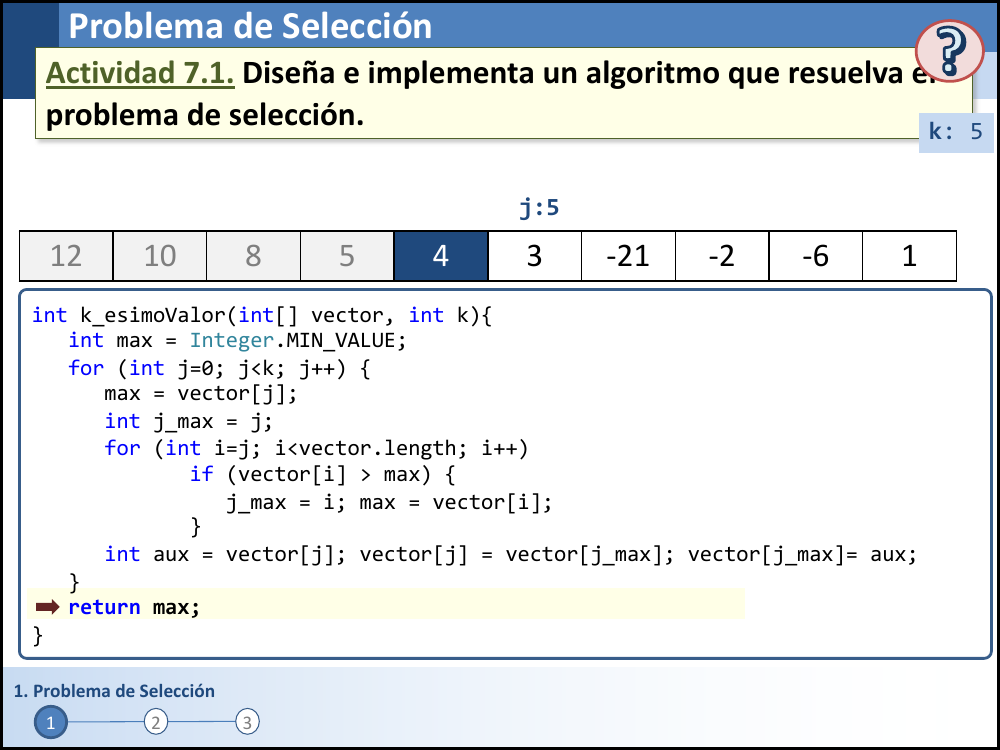 Problema de Selección
?
Actividad 7.1. Diseña e implementa un algoritmo que resuelva el
problema de selección.
k: 5
j:5
12 10 8 5 4 3 -21 -2 -6 1
int k_esimoValor(int[] vector, int k){
int max = Integer.MIN_VALUE;
for (int j=0; j<k; j++) {
max = vector[j];
int j_max = j;
for (int i=j; i<vector.length; i++)
if (vector[i] > max) {
j_max = i; max = vector[i];
}
int aux = vector[j]; vector[j] = vector[j_max]; vector[j_max]= aux;
}
return max;
}
1. Problema de Selección
1 2 3